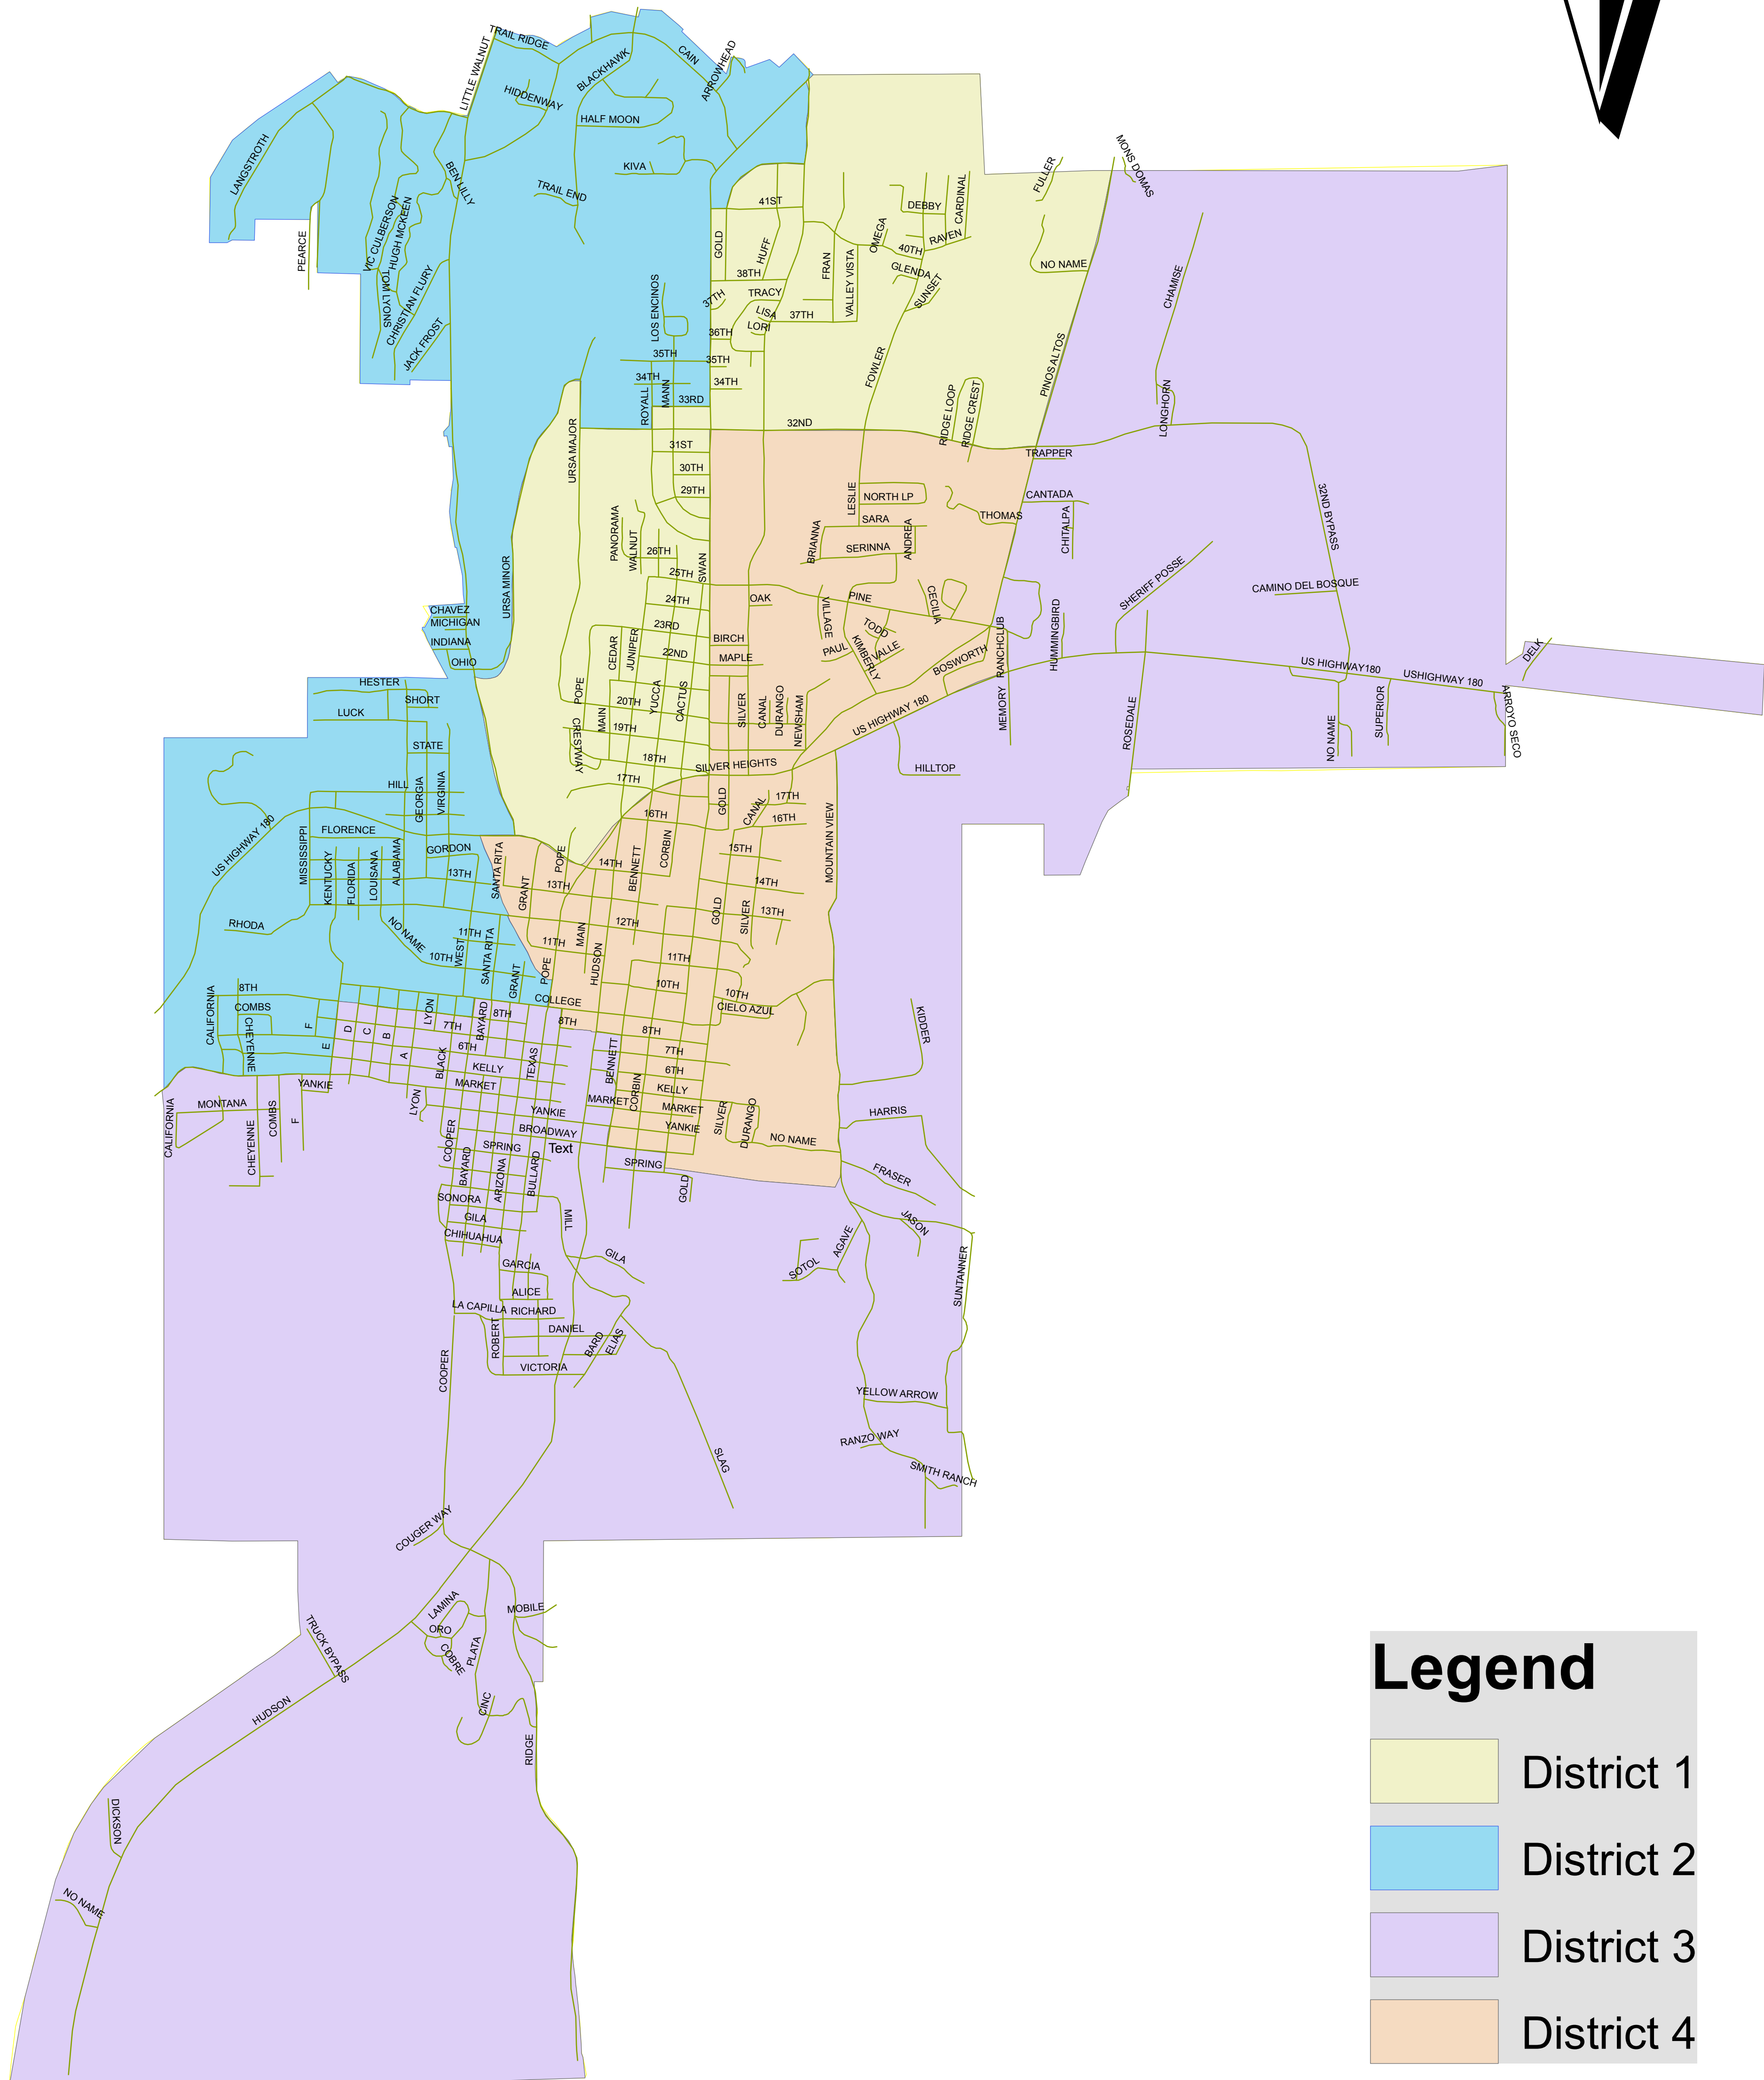 TRAIL RIDGE
LITTLE WALNUT
BLACKHAWK
CAIN
ARROWHEAD
HIDDENWAY
HALF MOON
LANGSTROTH
KIVA
BEN LILLY
TRAIL END
FULLER
MONS DOMAS
VIC CULBERSON
HUGH MCKEEN
PEARCE
TOM LYONS
CHRISTIAN FLURY
JACK FROST
41ST
GOLD
HUFF
38TH
37TH
TRACY
LISA
37TH
LORI
36TH
35TH
34TH
FRAN
VALLEY VISTA
OMEGA
DEBBY
CARDINAL
40TH
RAVEN
GLENDA
SUNSET
NO NAME
CHAMISE
LOS ENCINOS
35TH
34TH
ROYALL
MANN
33RD
32ND
FOWLER
RIDGE LOOP
RIDGE CREST
PINOS ALTOS
LONGHORN
TRAPPER
URSA MAJOR
31ST
30TH
29TH
LESLIE
NORTH LP
SARA
BRIANNA
SERINNA
ANDREA
THOMAS
CANTADA
CHITALPA
32ND BYPASS
PANORAMA
WALNUT
26TH
SWAN
25TH
24TH
OAK
VILLAGE
PINE
CECILIA
SHERIFF POSSE
CAMINO DEL BOSQUE
URSA MINOR
CHAVEZ
MICHIGAN
INDIANA
OHIO
CEDAR
JUNIPER
23RD
22ND
BIRCH
MAPLE
TODD
PAUL
KIMBERLY
VALLE
BOSWORTH
RANCHCLUB
HUMMINGBIRD
US HIGHWAY180
USHIGHWAY 180
DELK
HESTER
SHORT
LUCK
STATE
POPE
MAIN
20TH
YUCCA
CACTUS
SILVER
CANAL
DURANGO
NEWSHAM
US HIGHWAY 180
MEMORY
ROSEDALE
NO NAME
SUPERIOR
ARROYO SECO
CRESTWAY
19TH
18TH
17TH
SILVER HEIGHTS
HILLTOP
HILL
GEORGIA
VIRGINIA
US HIGHWAY 180
MISSISSIPPI
FLORENCE
KENTUCKY
FLORIDA
LOUISANA
ALABAMA
GORDON
13TH
SANTA RITA
GRANT
POPE
14TH
13TH
BENNETT
16TH
CORBIN
GOLD
CANAL
17TH
16TH
15TH
14TH
MOUNTAIN VIEW
RHODA
NO NAME
11TH
10TH
WEST
SANTA RITA
GRANT
POPE
11TH
MAIN
HUDSON
12TH
11TH
GOLD
SILVER
13TH
10TH
10TH
CIELO AZUL
COLLEGE
8TH
8TH
CALIFORNIA
8TH
COMBS
CHEYENNE
F
E
D
C
B
A
LYON
7TH
BAYARD
8TH
6TH
BLACK
KELLY
TEXAS
MARKET
YANKIE
BROADWAY
SPRING
Text
BENNETT
CORBIN
7TH
6TH
KELLY
MARKET
MARKET
YANKIE
SILVER
DURANGO
NO NAME
KIDDER
HARRIS
FRASER
YANKIE
MONTANA
CALIFORNIA
CHEYENNE
COMBS
F
LYON
COOPER
BAYARD
ARIZONA
BULLARD
SPRING
GOLD
SONORA
GILA
CHIHUAHUA
MILL
GILA
GARCIA
ALICE
LA CAPILLA
RICHARD
ROBERT
DANIEL
BARD
ELIAS
VICTORIA
COOPER
SOTOL
AGAVE
JASON
SUNTANNER
YELLOW ARROW
RANZO WAY
SMITH RANCH
SLAG
COUGER WAY
LAMINA
ORO
COBRE
PLATA
MOBILE
TRUCK BYPASS
HUDSON
CINC
RIDGE
DICKSON
NO NAME
Legend
District 1
District 2
District 3
District 4